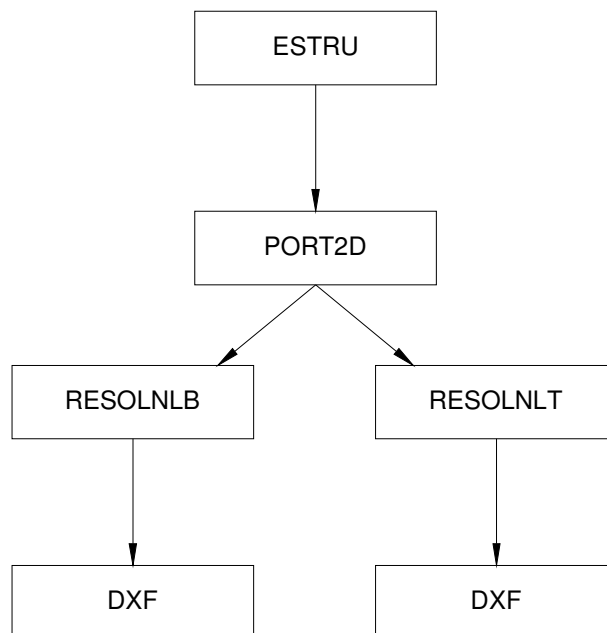 ESTRU
PORT2D
RESOLNLB
RESOLNLT
DXF
DXF